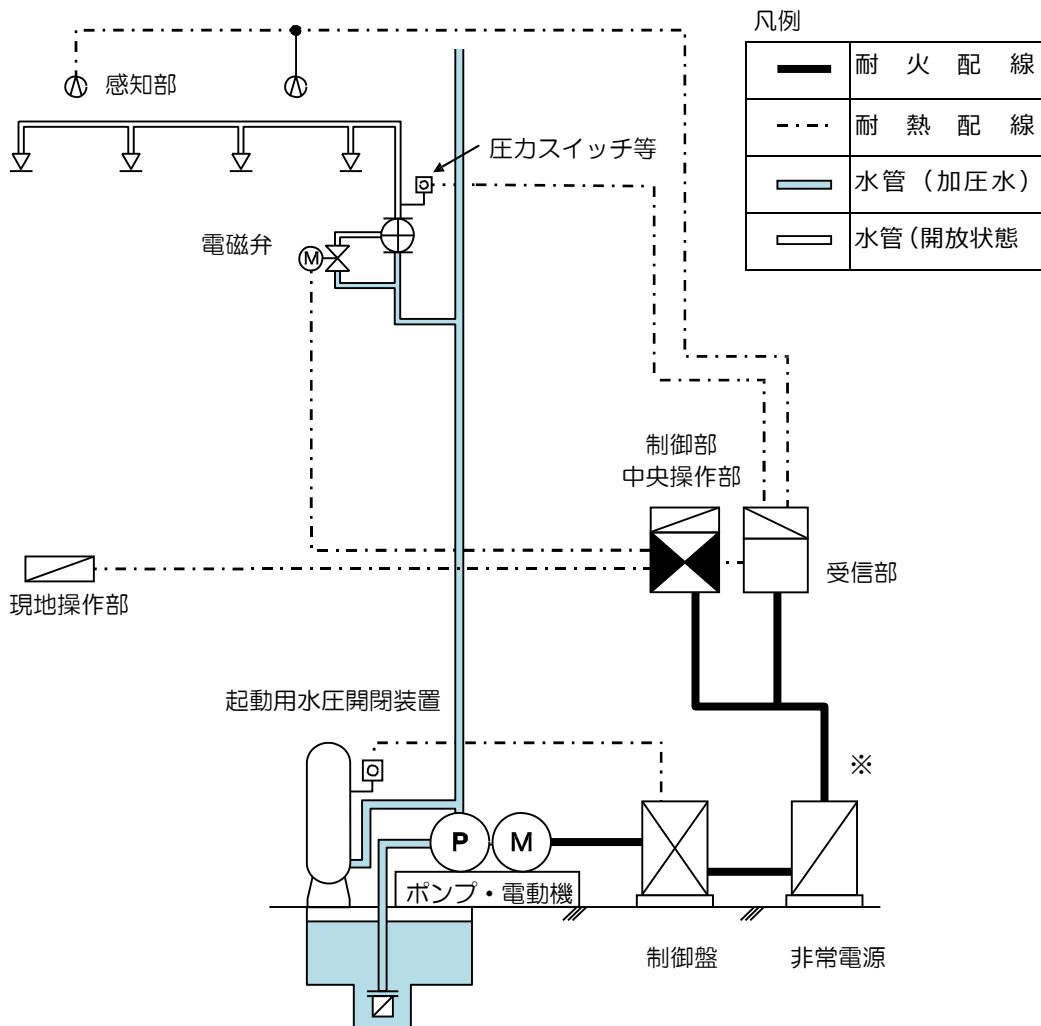 凡例
耐火配線
耐熱配線
水管（加圧水）
水管（開放状態
感知部
圧力スイッチ等
電磁弁
M
制御部
中央操作部
受信部
現地操作部
起動用水圧開閉装置
※
P
M
ポンプ・電動機
制御盤
非常電源